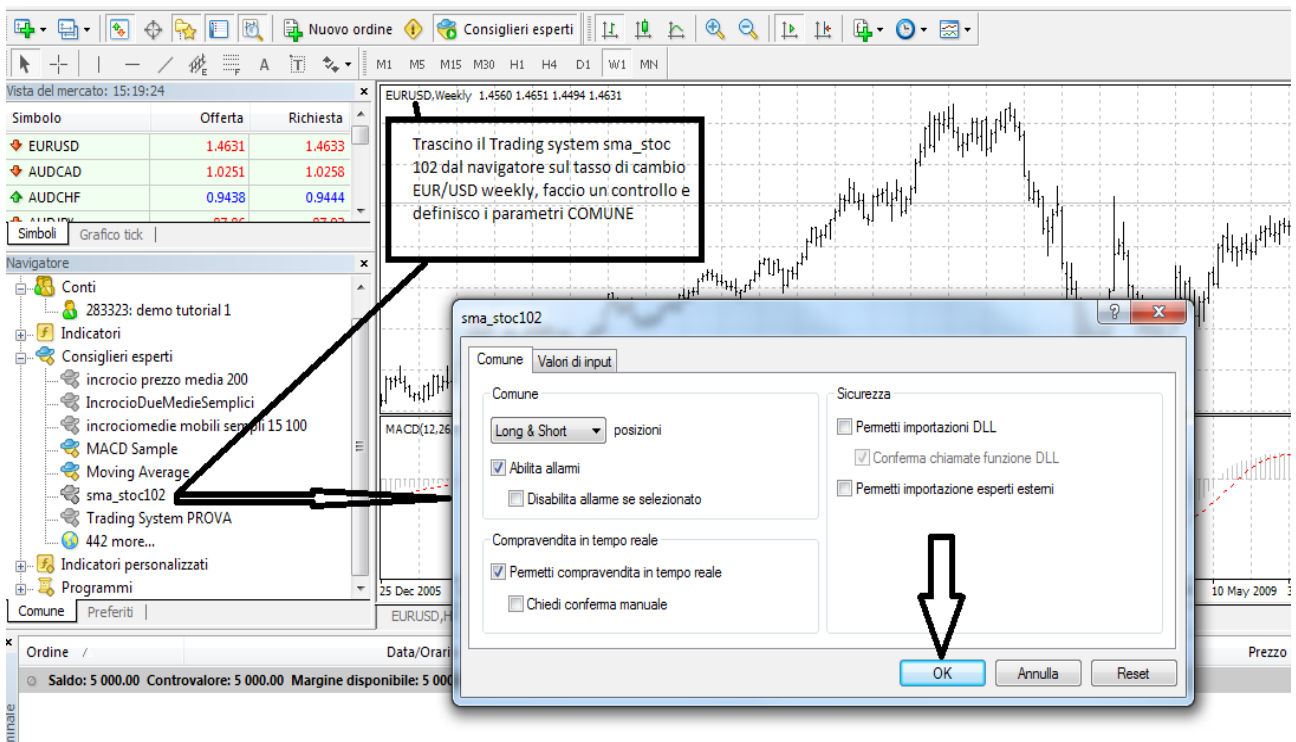 Nuovo ordine
Consiglieri esperti
M1 M5 M15 M30 H1 H4 D1 W1 MN
Vista del mercato: 15:19:24
Simbolo Offerta Richiesta
EURUSD 1.4631 1.4633
AUDCAD 1.0251 1.0258
AUDCHF 0.9438 0.9444
Simboli Grafico tick
EURUSD,Weekly 1.4560 1.4651 1.4494 1.4631
Trascino il Trading system sma_stoc
102 dal navigatore sul tasso di cambio
EUR/USD weekly, faccio un controllo e
definisco i parametri COMUNE
Navigatore
Conti
283323: demo tutorial 1
Indicatori
Consiglieri esperti
incrocio prezzo media 200
IncrocioDueMedieSemplici
incrociomedie mobili sempli 15 100
MACD Sample
Moving Average
sma_stoc102
Trading System PROVA
442 more...
Indicatori personalizzati
Programmi
Comune Preferiti
MACD(12,26
25 Dec 2005
10 May 2009
EURUSD,H
sma_stoc102
Comune Valori di input
Comune
Long & Short posizioni
Abilita allarmi
Disabilita allarme se selezionato
Compravendita in tempo reale
Permetti compravendita in tempo reale
Chiedi conferma manuale
Sicurezza
Permetti importazioni DLL
Conferma chiamate funzione DLL
Permetti importazione esperti esterni
OK Annulla Reset
Ordine / Data/Orari Prezzo
Saldo: 5 000.00 Controvalore: 5 000.00 Margine disponibile: 5 000